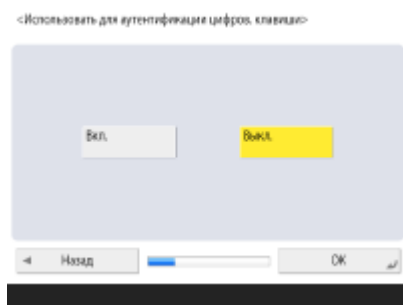 <Использовать для аутентификации цифров. клавиши>
Вкл.
Выкл.
Назад
OK